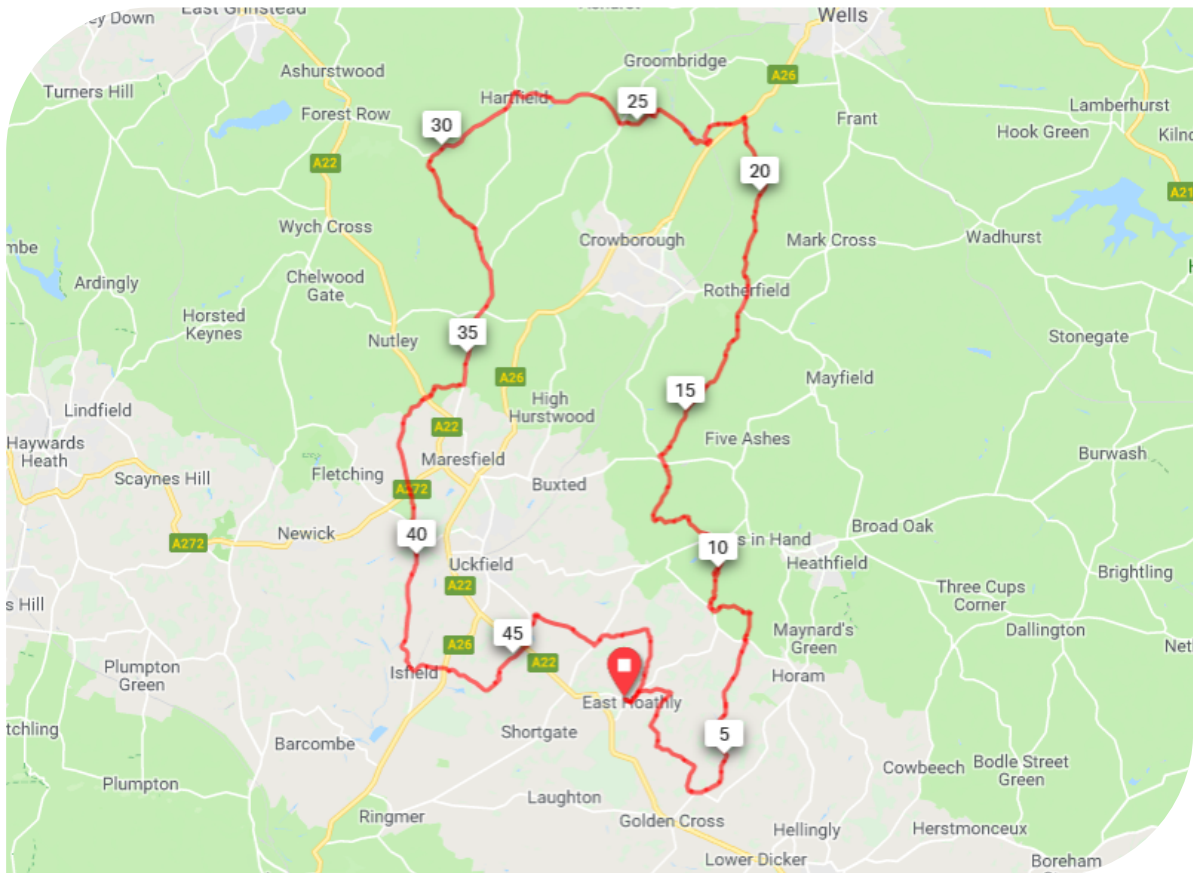 ey Down
East Grinstead
Wells
Ashurstwood
Groombridge
A26
Turners Hill
Hartfield
25
Lamberhurst
Forest Row
30
Frant
Hook Green
Kilnd
A22
20
A21
Wych Cross
Crowborough
Mark Cross
Wadhurst
mbe
Ardingly
Chelwood
Gate
Rotherfield
Horsted
Keynes
35
Nutley
Stonegate
A26
Mayfield
High
Hurstwood
15
Lindfield
A22
Five Ashes
Haywards
Heath
Maresfield
Burwash
Scaynes Hill
Fletching
Buxted
A272
Newick
40
10
s in Hand
Broad Oak
A272
Uckfield
Heathfield
Brightling
A22
Three Cups
Corner
s Hill
45
A26
A22
Maynard's
Green
Dallington
Net
Plumpton
Green
Isfield
Horam
East Hoathly
tchling
Shortgate
5
Barcombe
Cowbeech
Bodle Street
Green
Plumpton
Laughton
Ringmer
Golden Cross
Hellingly
Herstmonceux
Lower Dicker
Boreham